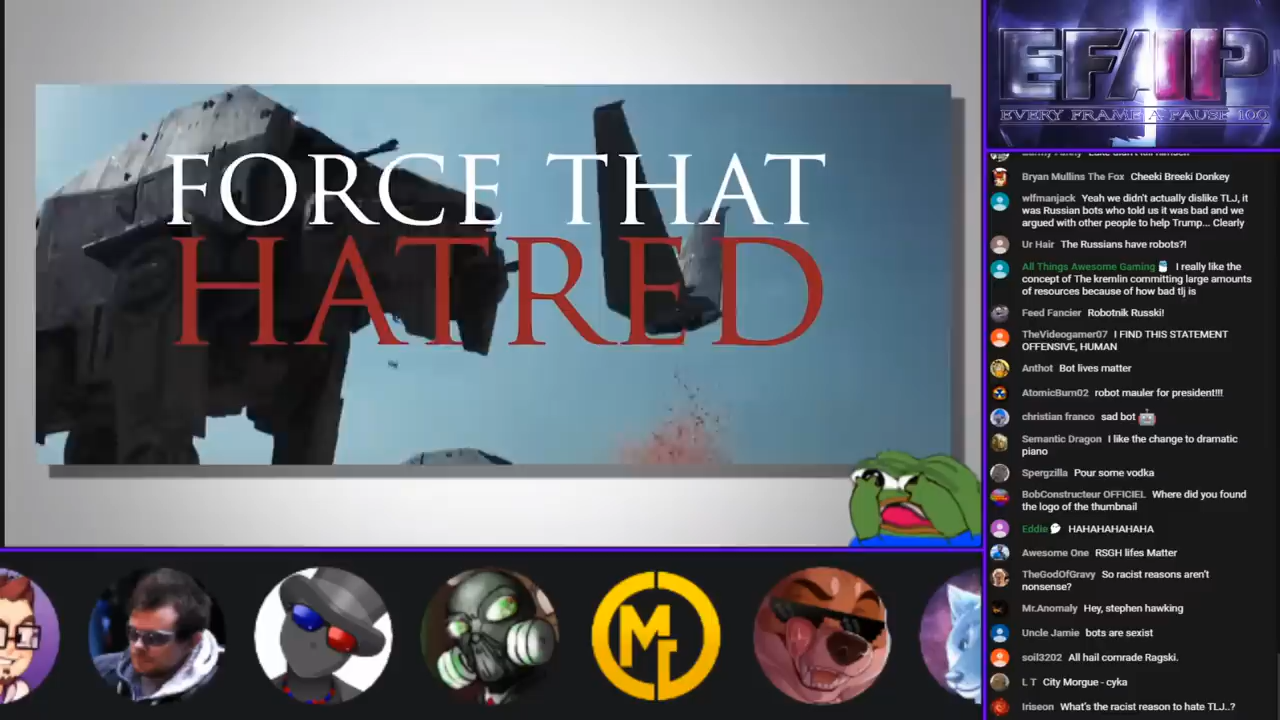 FORCE THAT
HATRED
EFAP
EVERY FRAME A PAUSE 100
Bryan Mullins The Fox Cheeki Breeki Donkey
wlfmanjack Yeah we didn't actually dislike TLJ, it
was Russian bots who told us it was bad and we
argued with other people to help Trump... Clearly
Ur Hair The Russians have robots?!
All Things Awesome Gaming I really like the
concept of The kremlin committing large amounts
of resources because of how bad tlj is
Feed Fancier Robotnik Russki!
TheVideogamer07 I FIND THIS STATEMENT
OFFENSIVE, HUMAN
Anthot Bot lives matter
AtomicBum02 robot mauler for president!!!
christian franco sad bot
Semantic Dragon I like the change to dramatic
piano
Spergzilla Pour some vodka
BobConstructeur OFFICIEL Where did you found
the logo of the thumbnail
Eddie HAHAHAHAHAHA
Awesome One RSGH lifes Matter
TheGodOfGravy So racist reasons aren't
nonsense?
Mr.Anomaly Hey, stephen hawking
Uncle Jamie bots are sexist
soil3202 All hail comrade Ragski.
L T City Morgue - cyka
Iriseon What's the racist reason to hate TLJ..?